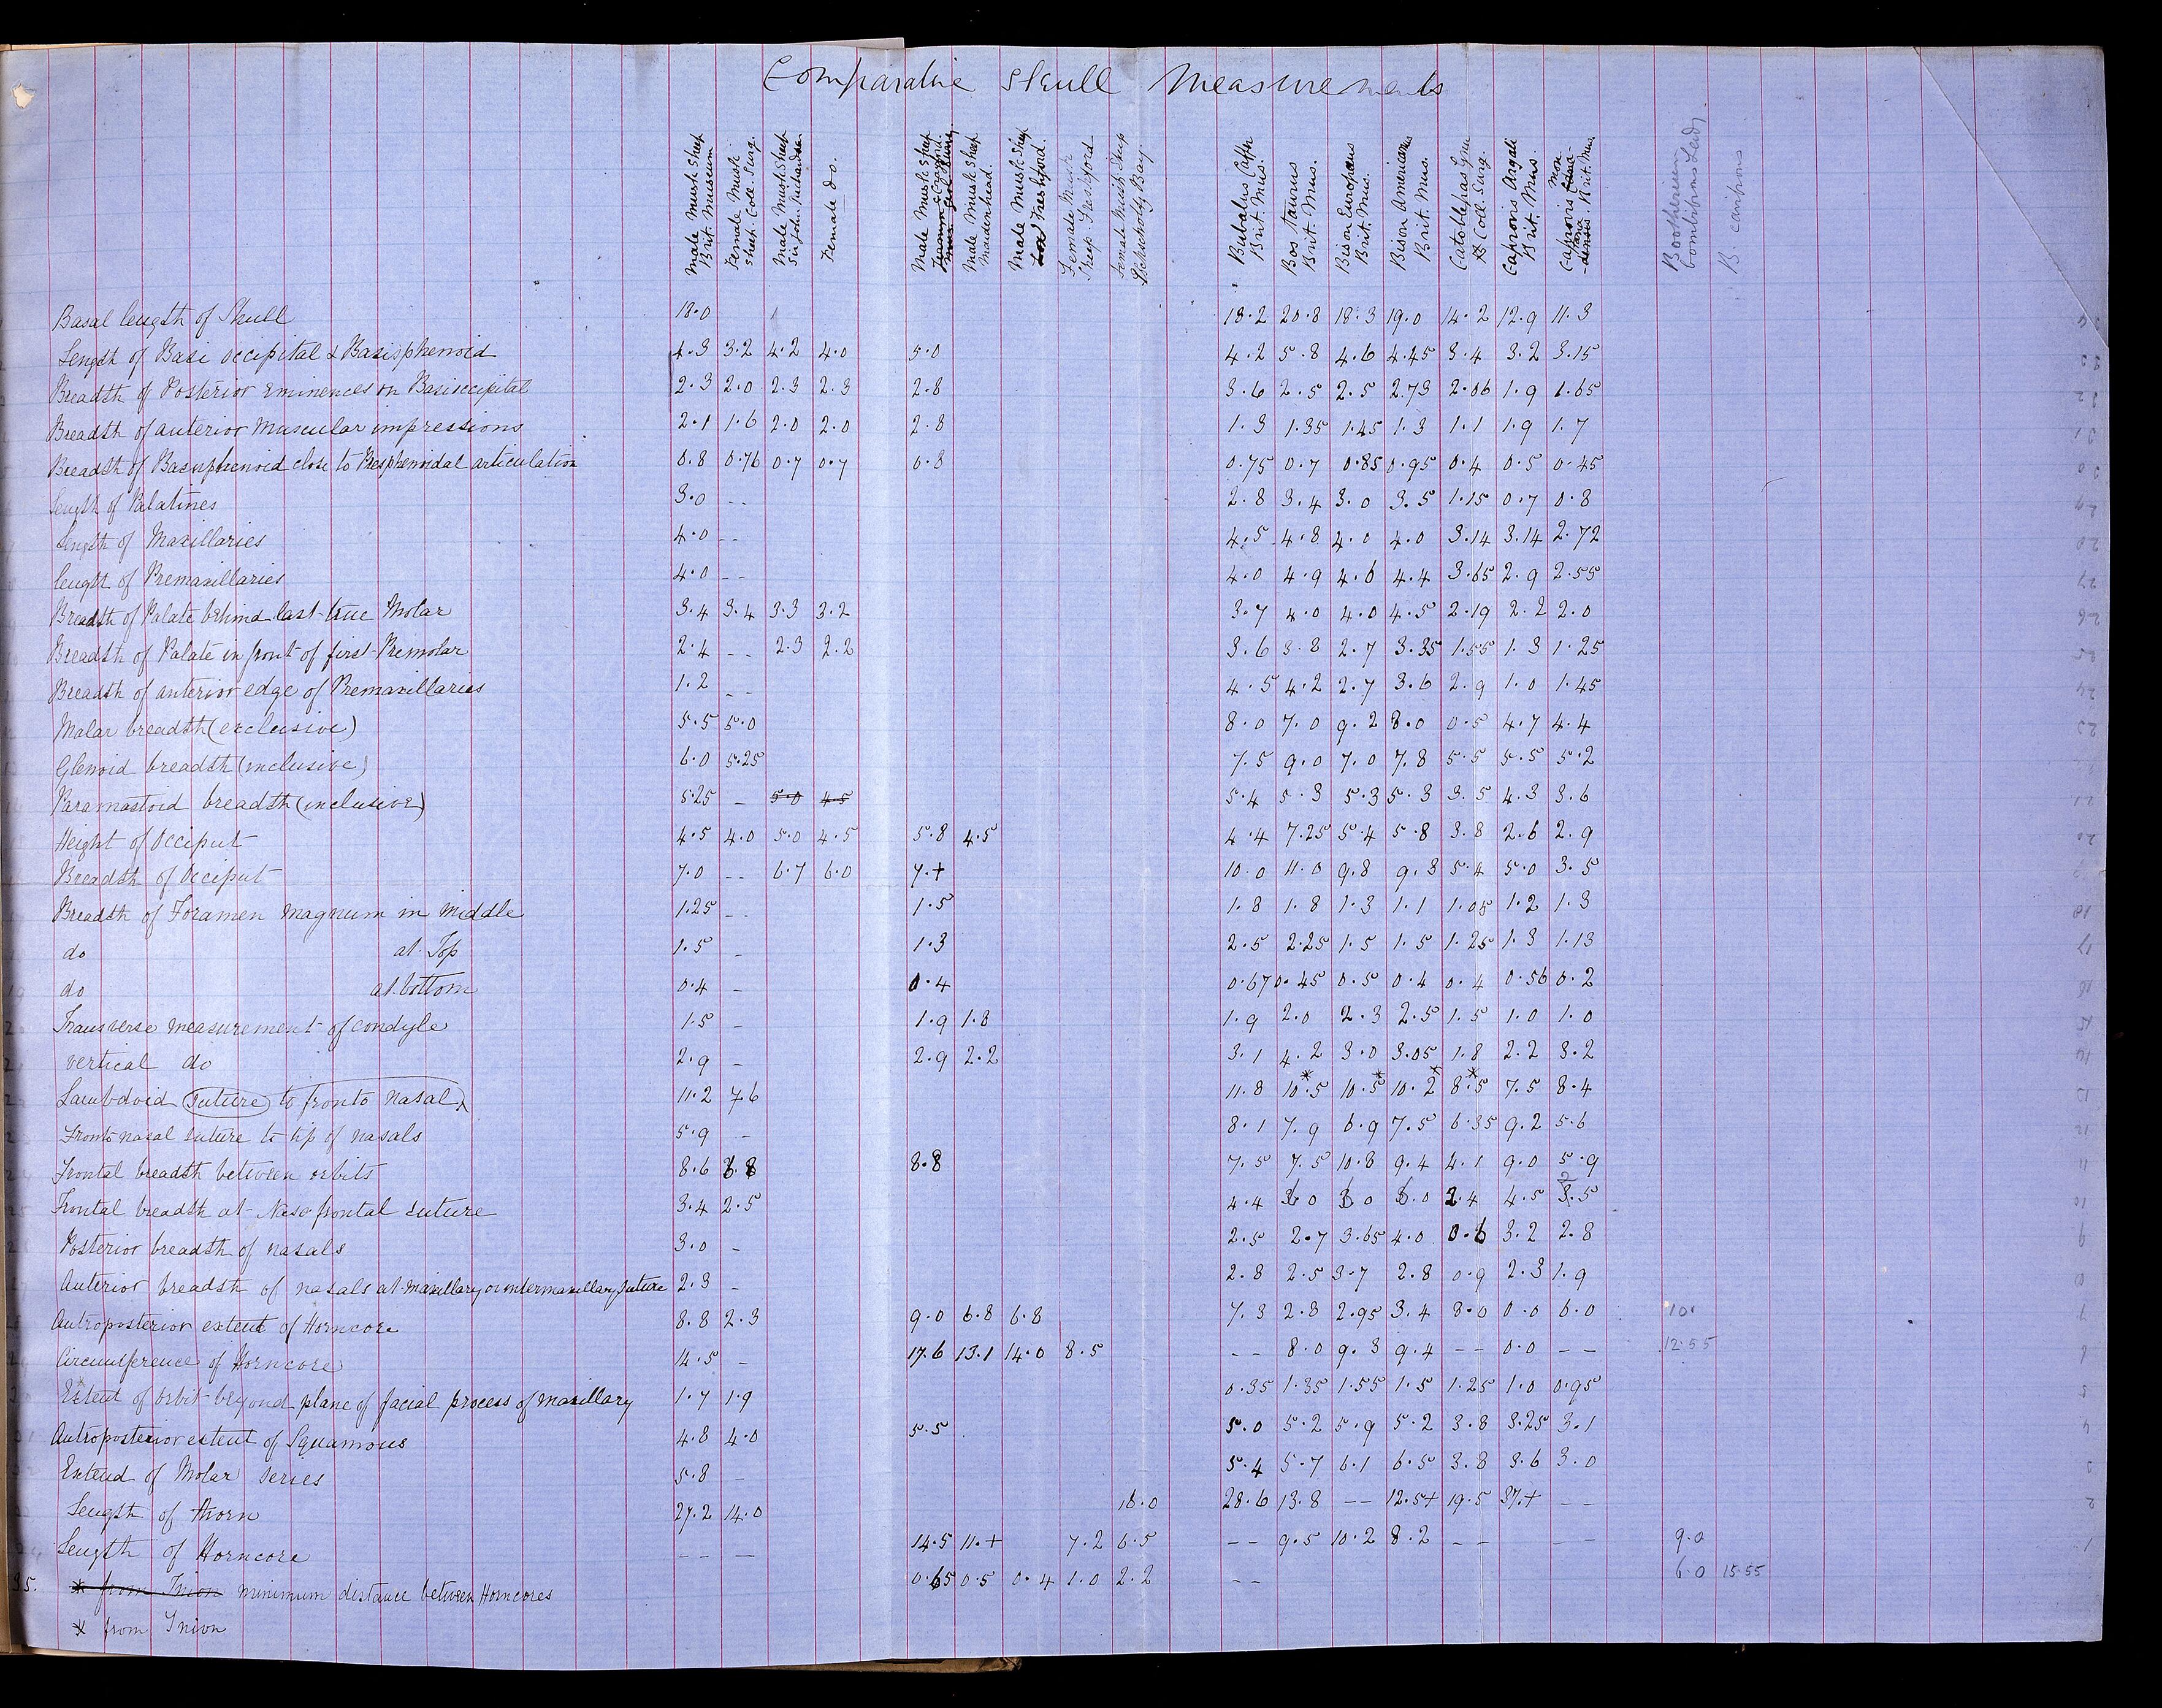 Comparative Skull Measurements
Male Musk Sheep Brit. Museum
Female Musk Sheep. Coll. Surg.
Male Musk Sheep Sir John Richardson
Female do.
Male Musk Sheep Crayford.
Male Musk Sheep Maidenhead.
Male Musk Sheep Freshford.
Female Musk Sheep. Freshford
Female Musk Sheep Eschscholtz Bay.
Bubalus Caffer Brit. Mus.
Bos Taurus Brit. Mus.
Bison Europaeus Brit. Mus.
Bison Americanus Brit. Mus.
Catoblepas Gnu Coll. Surg.
Caprovis Argali Brit. Mus.
Caprovis Mon-tana Brit. Mus.
Bootherium bombifrons Leidy
B. cavifrons
Basal length of Skull 18.0 18.2 20.8 18.3 19.0 14.2 12.9 11.3
Length of Basi occipital & Basisphenoid 4.3 3.2 4.2 4.0 5.0 4.2 5.8 4.6 4.45 3.4 3.2 3.15
Breadth of Posterior eminences on Basioccipital 2.3 2.0 2.3 2.3 2.8 3.6 2.5 2.5 2.73 2.06 1.9 1.65
Breadth of anterior muscular impressions 2.1 1.6 2.0 2.0 2.8 1.3 1.35 1.45 1.3 1.1 1.9 1.7
Breadth of Basisphenoid close to Presphenoidal articulation 0.8 0.76 0.7 0.7 0.8 0.75 0.7 0.85 0.95 0.4 0.5 0.45
Length of Palatines 3.0 -- 2.8 3.4 3.0 3.5 1.15 0.7 0.8
Length of Maxillaries 4.0 -- 4.5 4.8 4.0 4.0 3.14 3.14 2.72
Length of Premaxillaries 4.0 -- 4.0 4.9 4.6 4.4 3.65 2.9 2.55
Breadth of Palate behind last true Molar 3.4 3.4 3.3 3.2 3.7 4.0 4.0 4.5 2.19 2.2 2.0
Breadth of Palate in front of first Premolar 2.4 -- 2.3 2.2 3.6 3.8 2.7 3.35 1.55 1.3 1.25
Breadth of anterior edge of Premaxillaries 1.2 -- 4.5 4.2 2.7 3.6 2.9 1.0 1.45
Malar breadth (exclusive) 5.5 5.0 8.0 7.0 9.2 8.0 0.5 4.7 4.4
Glenoid breadth (inclusive) 6.0 5.25 7.5 9.0 7.0 7.8 5.5 5.5 5.2
Paramastoid breadth (inclusive) 5.25 - 5.0 4.5 5.4 5.3 5.3 5.3 3.5 4.3 3.6
Height of Occiput 4.5 4.0 5.0 4.5 5.8 4.5 4.4 7.25 5.4 5.8 3.8 2.6 2.9
Breadth of Occiput 7.0 -- 6.7 6.0 7.+ 10.0 11.0 9.8 9.3 5.4 5.0 3.5
Breadth of Foramen Magnum in middle 1.25 -- 1.5 1.8 1.8 1.3 1.1 1.05 1.2 1.3
do at Top 1.5 - 1.3 2.5 2.25 1.5 1.5 1.25 1.3 1.13
do at bottom 0.4 - 0.4 0.67 0.45 0.5 0.4 0.4 0.56 0.2
Transverse measurement of condyle 1.5 - 1.9 1.8 1.9 2.0 2.3 2.5 1.5 1.0 1.0
vertical do 2.9 - 2.9 2.2 3.1 4.2 3.0 3.05 1.8 2.2 3.2
Lambdoid suture to fronto nasal 11.2 7.6 11.8 10.5* 10.5* 10.2* 8.5* 7.5 8.4
Fronto nasal suture to tip of nasals 5.9 - 8.1 7.9 6.9 7.5 6.35 9.2 5.6
Frontal breadth between orbits 8.6 6.8 8.8 7.5 7.5 10.8 9.4 4.1 9.0 5.9
Frontal breadth at Naso-frontal suture 3.4 2.5 4.4 6.0 6.0 6.0 2.4 4.5 3.5
Posterior breadth of nasals 3.0 - 2.5 2.7 3.65 4.0 0.6 3.2 2.8
Anterior breadth of nasals at maxillary or intermaxillary suture 2.3 - 2.8 2.5 3.7 2.8 0.9 2.3 1.9
Antroposterior extent of Horncore 8.8 2.3 9.0 6.8 6.8 7.3 2.8 2.95 3.4 8.0 0.0 6.0 10.
Circumference of Horncore 14.5 - 17.6 13.1 14.0 8.5 -- 8.0 9.3 9.4 -- 0.0 -- 12.55
Extent of orbit beyond plane of facial process of maxillary 1.7 1.9 0.35 1.35 1.55 1.5 1.25 1.0 0.95
Antroposterior extent of Squamous 4.8 4.0 5.5 5.0 5.2 5.9 5.2 3.8 3.25 3.1
Extend of Molar series 5.8 - 5.4 5.7 6.1 6.5 3.8 3.6 3.0
Length of Horn 27.2 14.0 16.0 28.6 13.8 -- 12.5+ 19.5 37.+ --
Length of Horncore -- -- 14.5 11.+ 7.2 6.5 -- 9.5 10.2 8.2 -- -- 9.0
35. * from Inion minimum distance between Horncores 0.65 0.5 0.4 1.0 2.2 -- 6.0 15.55
* from Inion